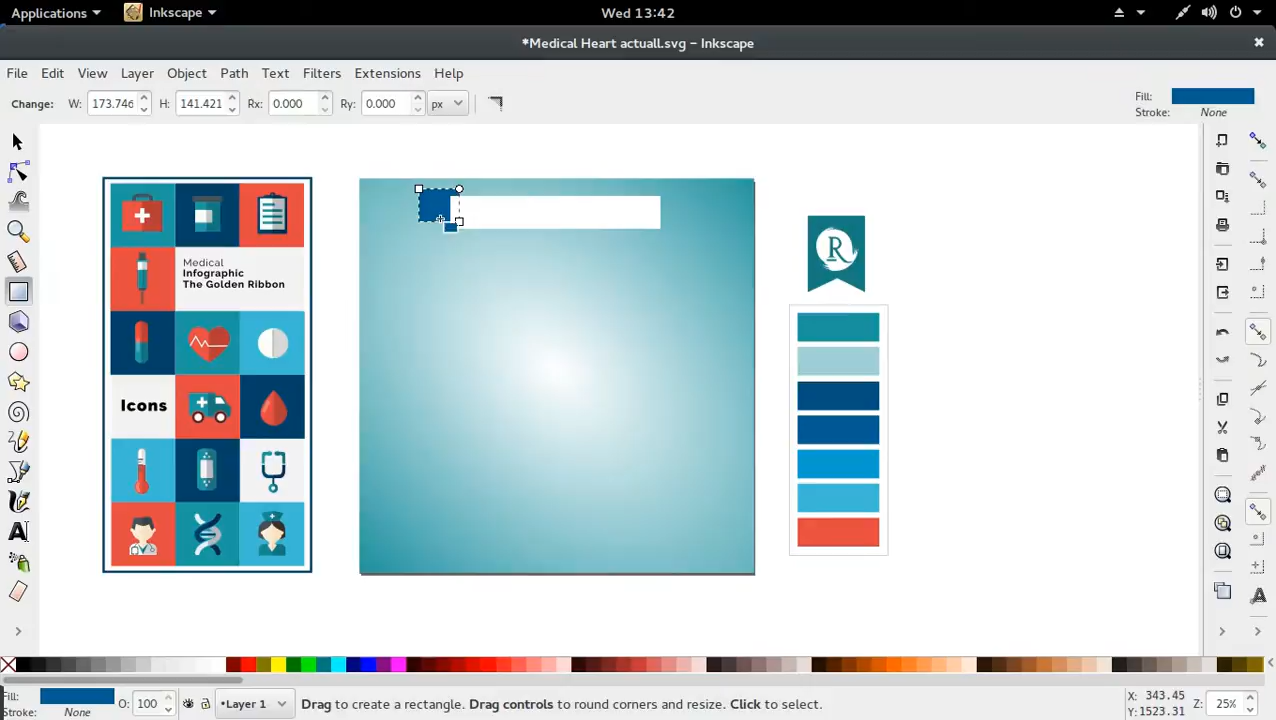 Applications
Inkscape
Wed 13:42
*Medical Heart actuall.svg – Inkscape
File Edit View Layer Object Path Text Filters Extensions Help
Change: W: 173.746 H: 141.421 Rx: 0.000 Ry: 0.000 px
Fill:
Stroke: None
Medical
Infographic
The Golden Ribbon
Icons
R
Fill:
Stroke: None
O: 100
•Layer 1
Drag to create a rectangle. Drag controls to round corners and resize. Click to select.
X: 343.45
Y: 1523.31
Z: 25%